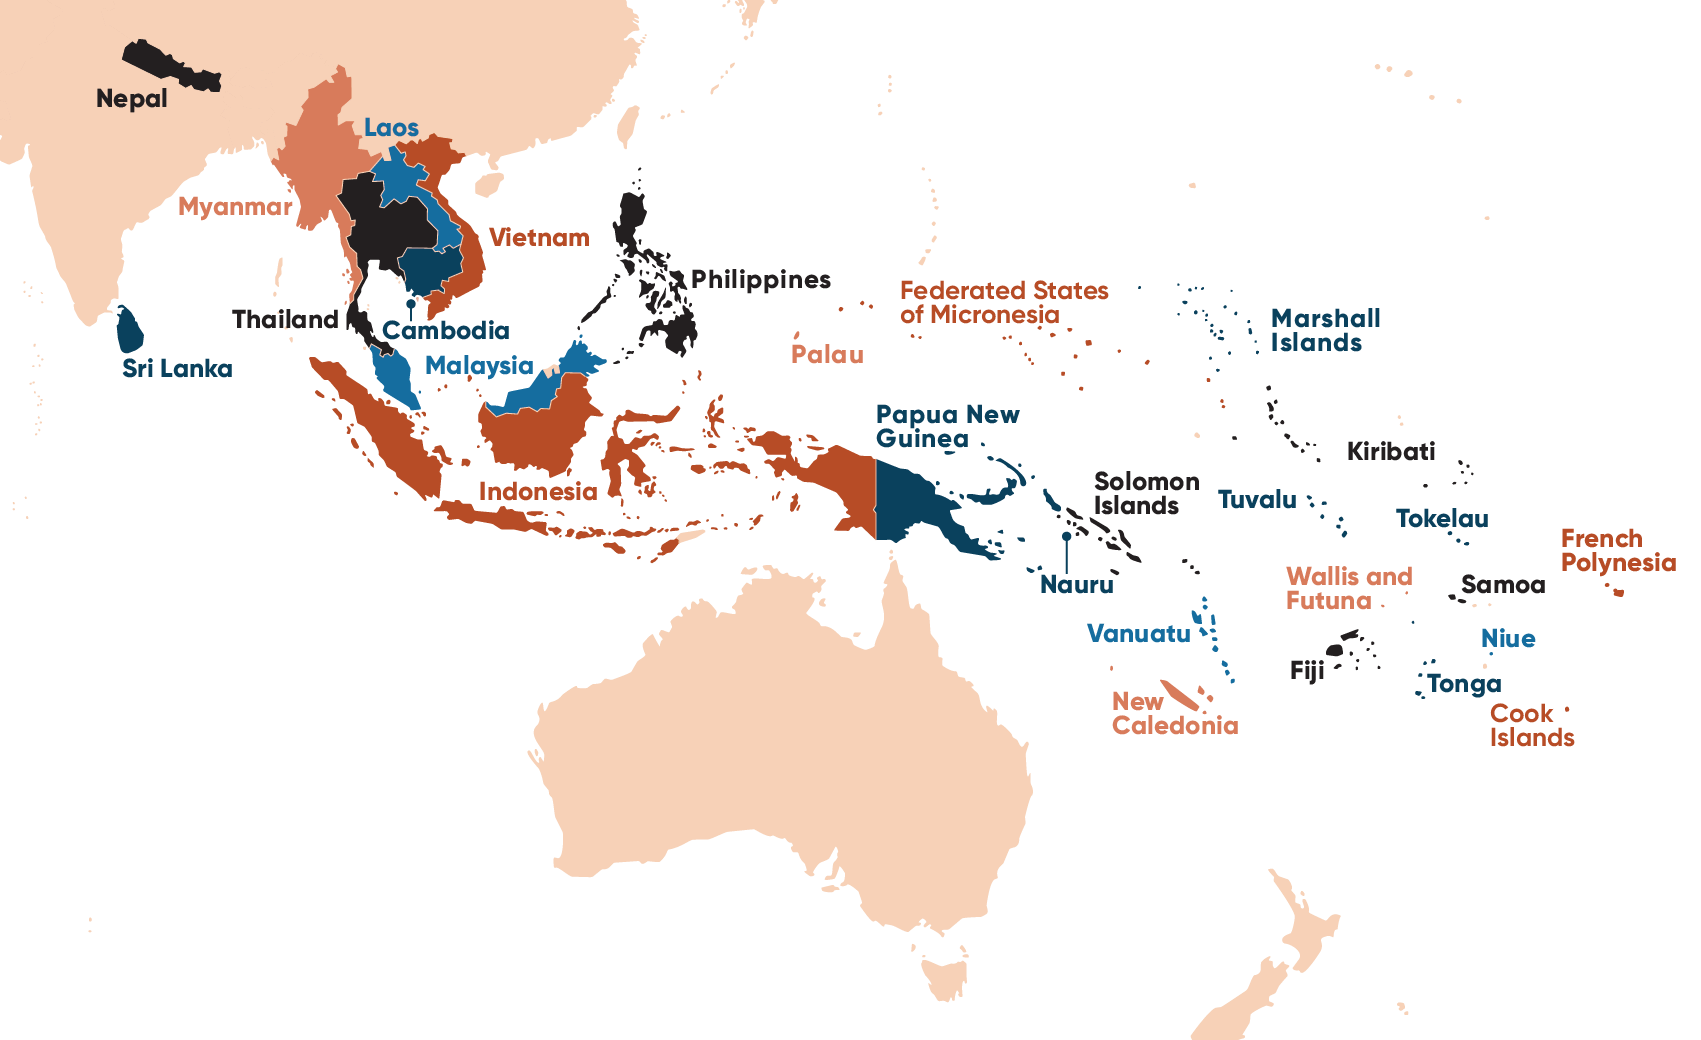 Nepal
Laos
Myanmar
Vietnam
Philippines
Federated States
of Micronesia
Thailand
Cambodia
Marshall
Islands
Palau
Sri Lanka
Malaysia
Papua New
Guinea
Kiribati
Indonesia
Solomon
Islands
Tuvalu
Tokelau
French
Polynesia
Nauru
Wallis and
Futuna
Samoa
Vanuatu
Niue
Fiji
Tonga
New
Caledonia
Cook
Islands